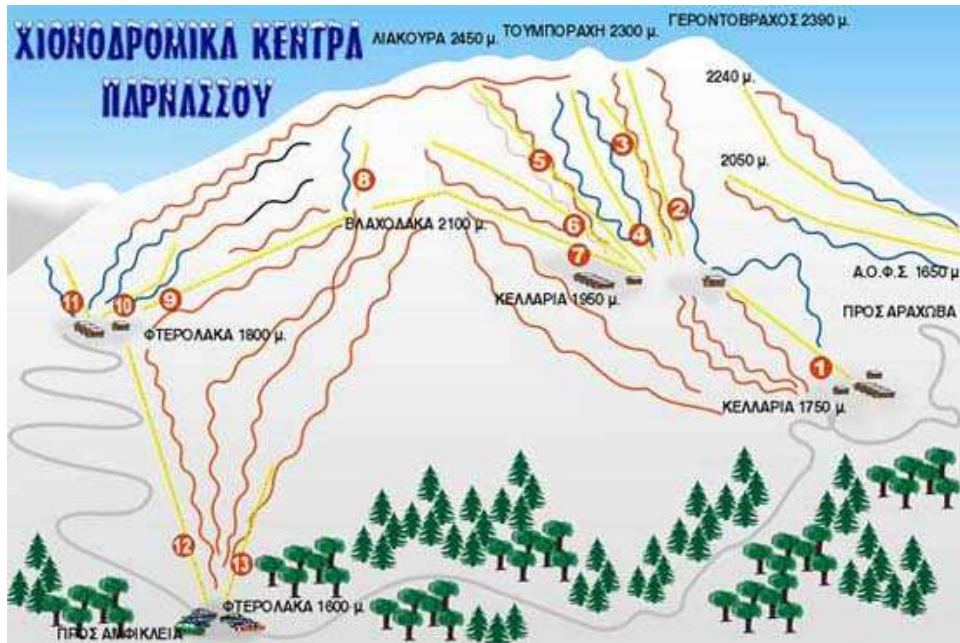 ΧΙΟΝΟΔΡΟΜΙΚΑ ΚΕΝΤΡΑ
ΠΑΡΝΑΣΣΟΥ
ΛΙΑΚΟΥΡΑ 2450 μ.
ΤΟΥΜΠΟΡΑΧΗ 2300 μ.
ΓΕΡΟΝΤΟΒΡΑΧΟΣ 2390 μ.
2240 μ.
2050 μ.
3
5
8
2
6
4
ΒΛΑΧΟΛΑΚΑ 2100 μ.
7
Α.Ο.Φ.Σ 1650 μ.
11
10
9
ΚΕΛΛΑΡΙΑ 1950 μ.
ΠΡΟΣ ΑΡΑΧΩΒΑ
ΦΤΕΡΟΛΑΚΑ 1800 μ.
1
ΚΕΛΛΑΡΙΑ 1750 μ.
12
13
ΦΤΕΡΟΛΑΚΑ 1600 μ.
ΠΡΟΣ ΑΜΦΙΚΛΕΙΑ